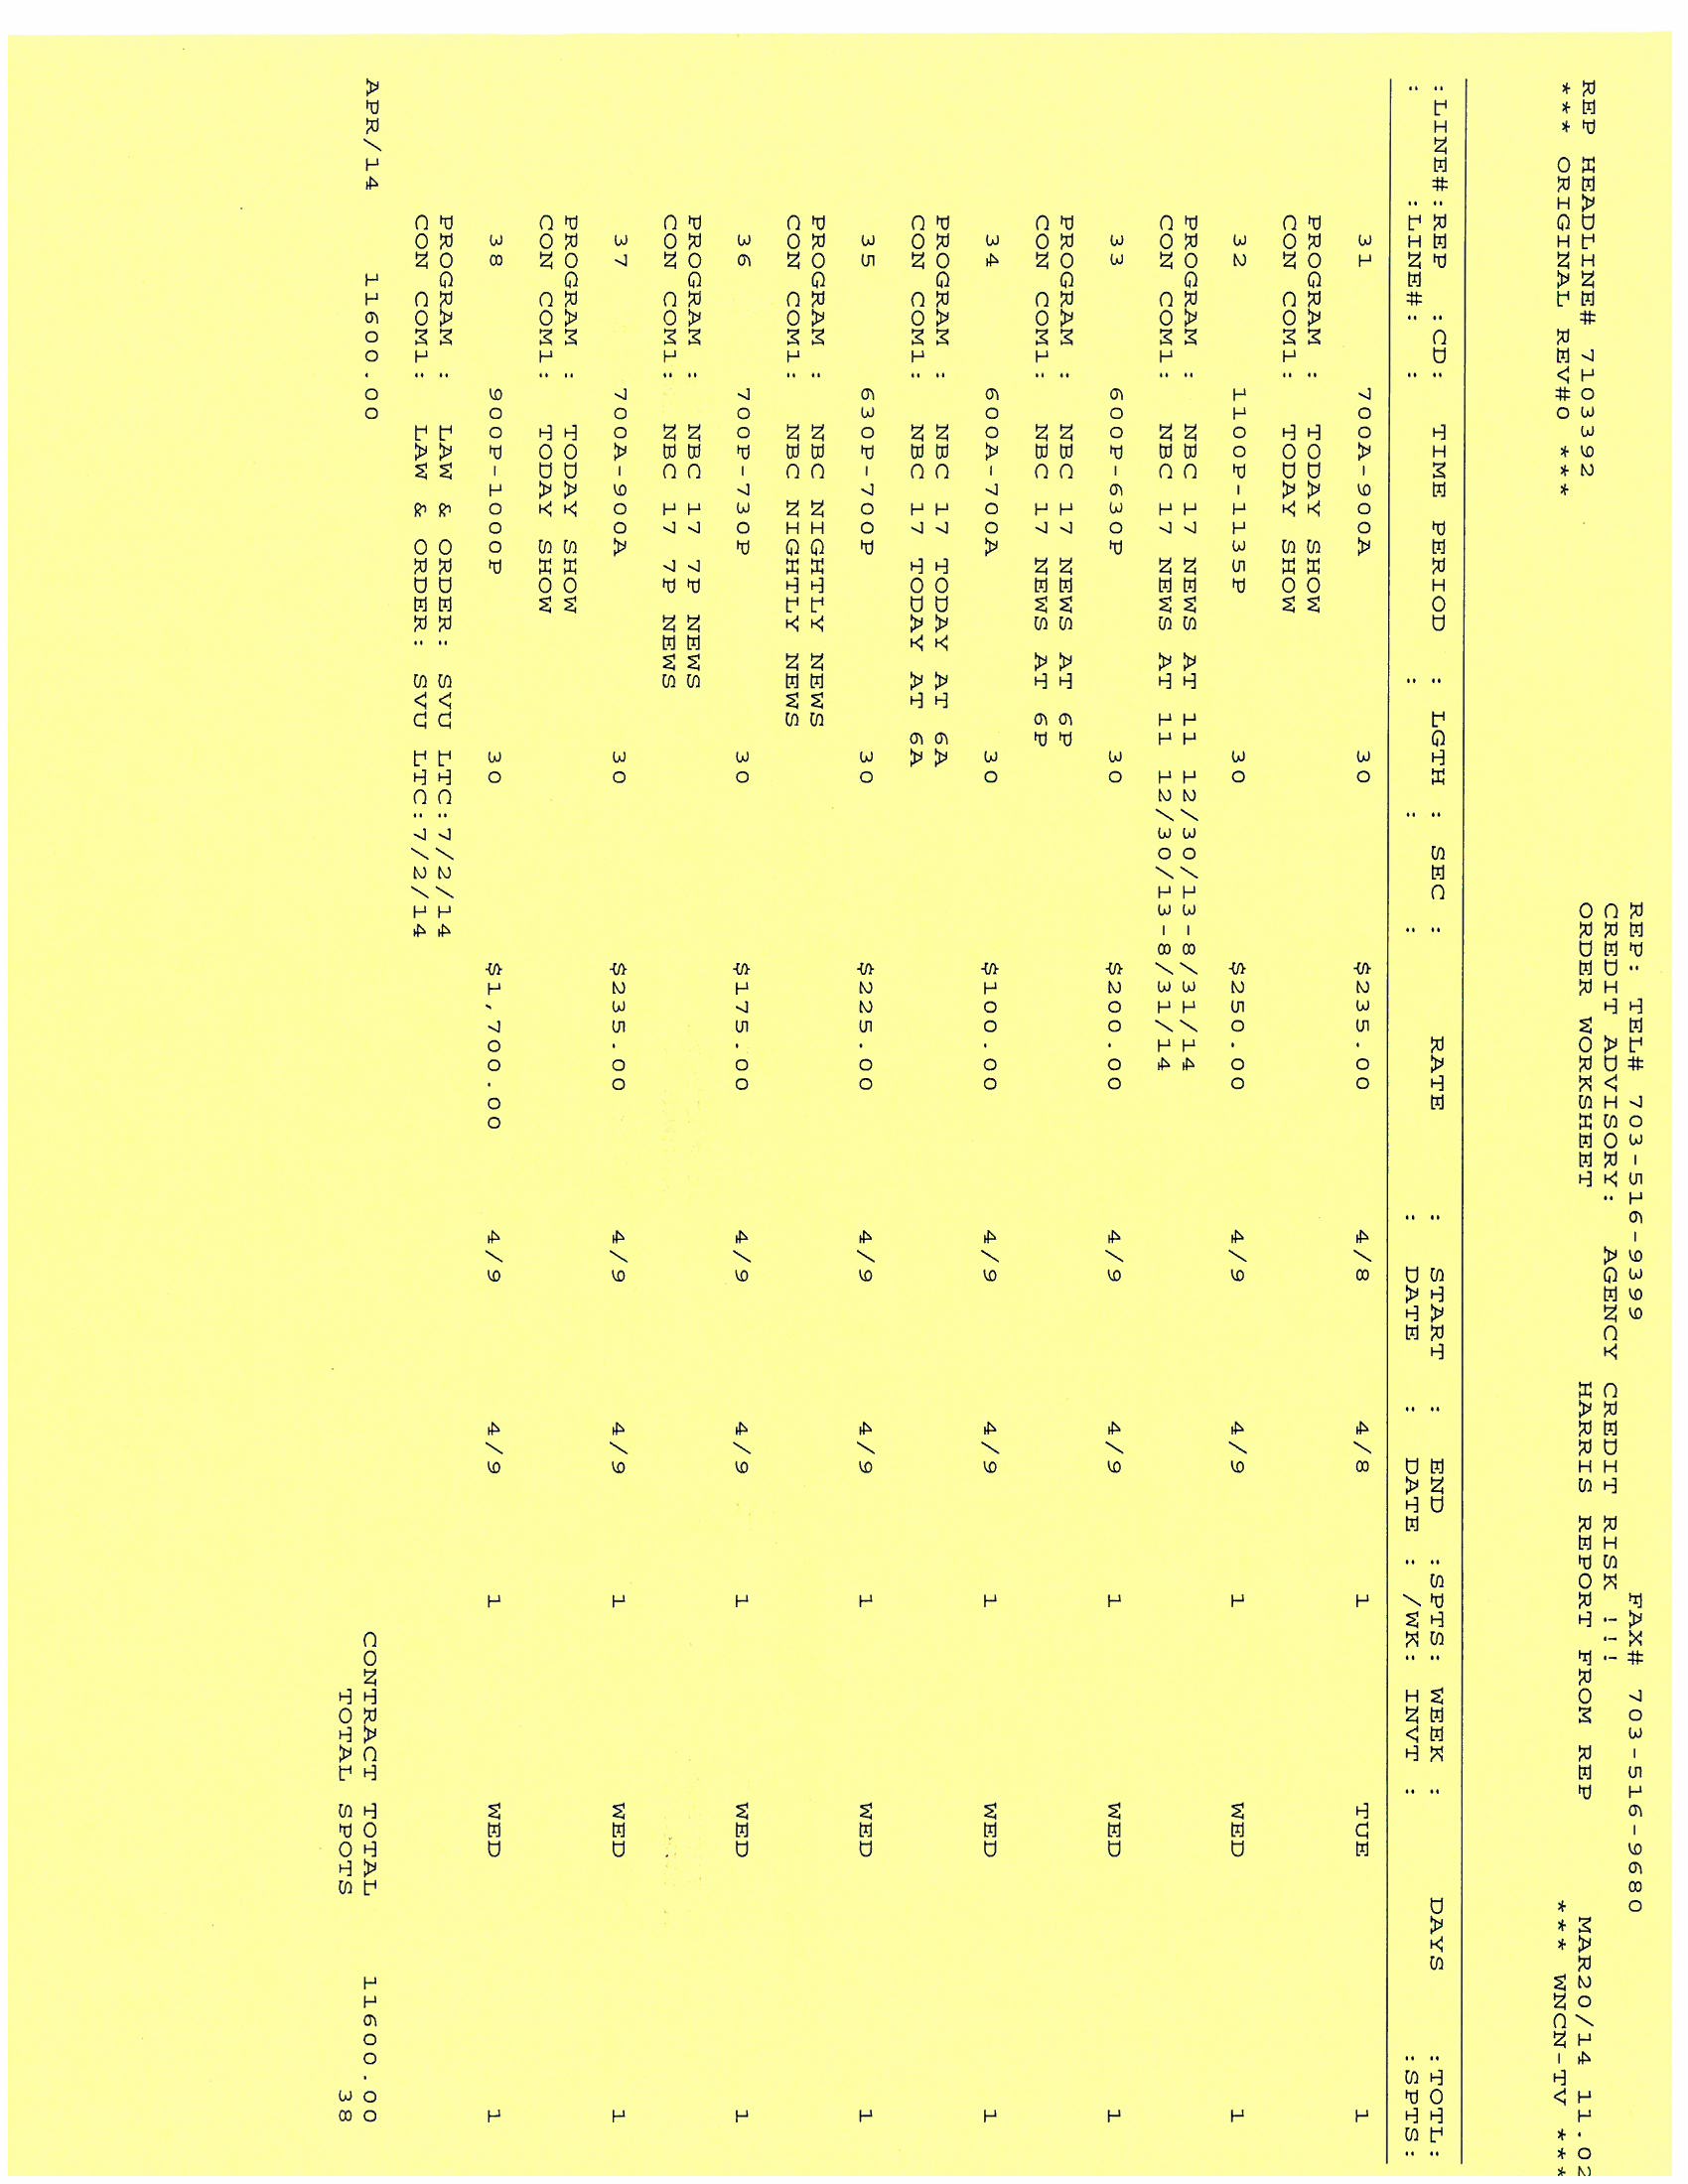 REP: TEL# 703-516-9399 FAX# 703-516-9680
CREDIT ADVISORY: AGENCY CREDIT RISK !!!
REP HEADLINE# 7103392 ORDER WORKSHEET HARRIS REPORT FROM REP MAR20/14 11.02
*** ORIGINAL REV#0 *** *** WNCN-TV ***
:LINE#:REP :CD: TIME PERIOD : LGTH : SEC : RATE : START : END :SPTS: WEEK : DAYS :TOTL:
: :LINE#: : : : : DATE : DATE : /WK: INVT : :SPTS:
31 700A-900A 30 $235.00 4/8 4/8 1 TUE 1
PROGRAM : TODAY SHOW
CON COM1: TODAY SHOW
32 1100P-1135P 30 $250.00 4/9 4/9 1 WED 1
PROGRAM : NBC 17 NEWS AT 11 12/30/13-8/31/14
CON COM1: NBC 17 NEWS AT 11 12/30/13-8/31/14
33 600P-630P 30 $200.00 4/9 4/9 1 WED 1
PROGRAM : NBC 17 NEWS AT 6P
CON COM1: NBC 17 NEWS AT 6P
34 600A-700A 30 $100.00 4/9 4/9 1 WED 1
PROGRAM : NBC 17 TODAY AT 6A
CON COM1: NBC 17 TODAY AT 6A
35 630P-700P 30 $225.00 4/9 4/9 1 WED 1
PROGRAM : NBC NIGHTLY NEWS
CON COM1: NBC NIGHTLY NEWS
36 700P-730P 30 $175.00 4/9 4/9 1 WED 1
PROGRAM : NBC 17 7P NEWS
CON COM1: NBC 17 7P NEWS
37 700A-900A 30 $235.00 4/9 4/9 1 WED 1
PROGRAM : TODAY SHOW
CON COM1: TODAY SHOW
38 900P-1000P 30 $1,700.00 4/9 4/9 1 WED 1
PROGRAM : LAW & ORDER: SVU LTC:7/2/14
CON COM1: LAW & ORDER: SVU LTC:7/2/14
APR/14 11600.00 CONTRACT TOTAL 11600.00
TOTAL SPOTS 38